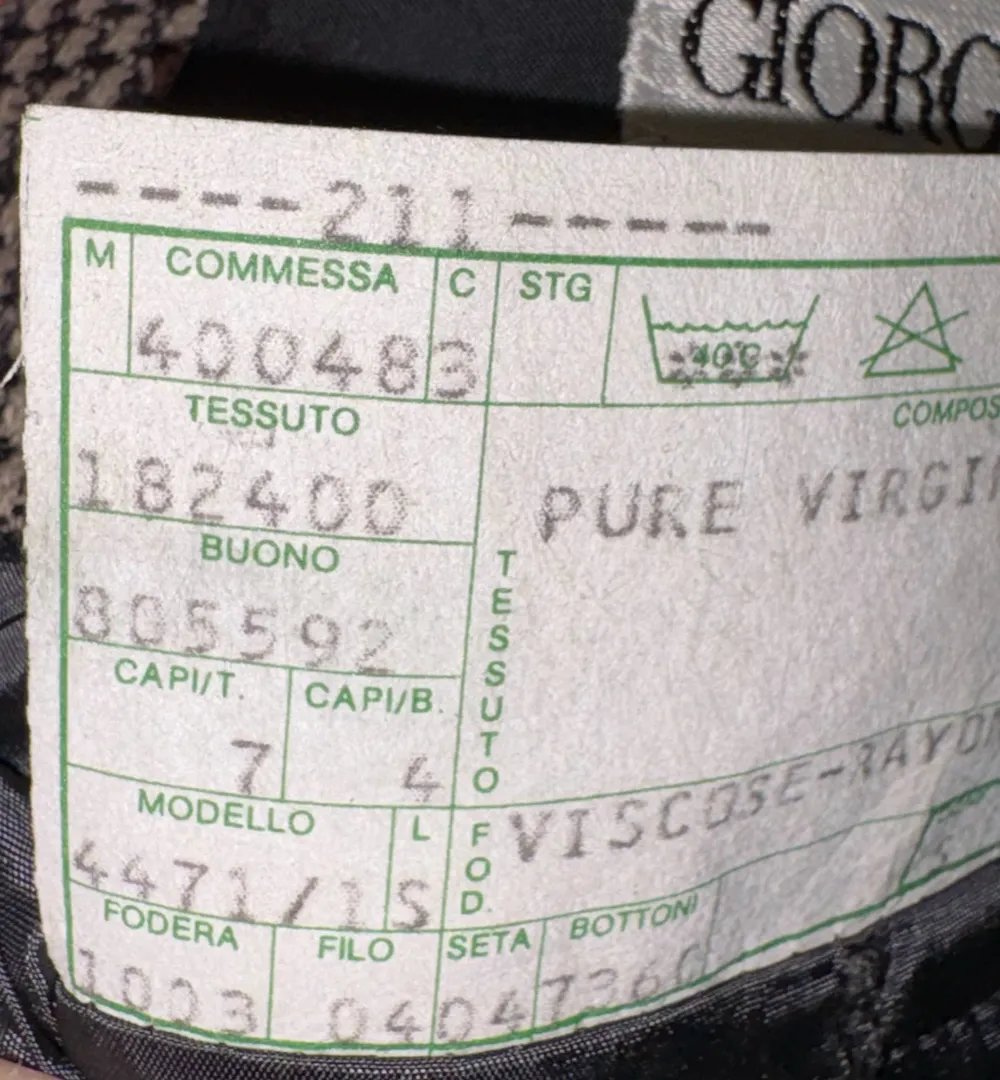 GIORG
----211-----
M COMMESSA C STG
400483 40°C
TESSUTO COMPOS
182400 PURE VIRGI
BUONO
805592
TESSUTO
CAPI/T. CAPI/B.
7 4
MODELLO L FOD. VISCOSE-RAYO
4471/1S
FODERA FILO SETA BOTTONI
1003 0404 7360